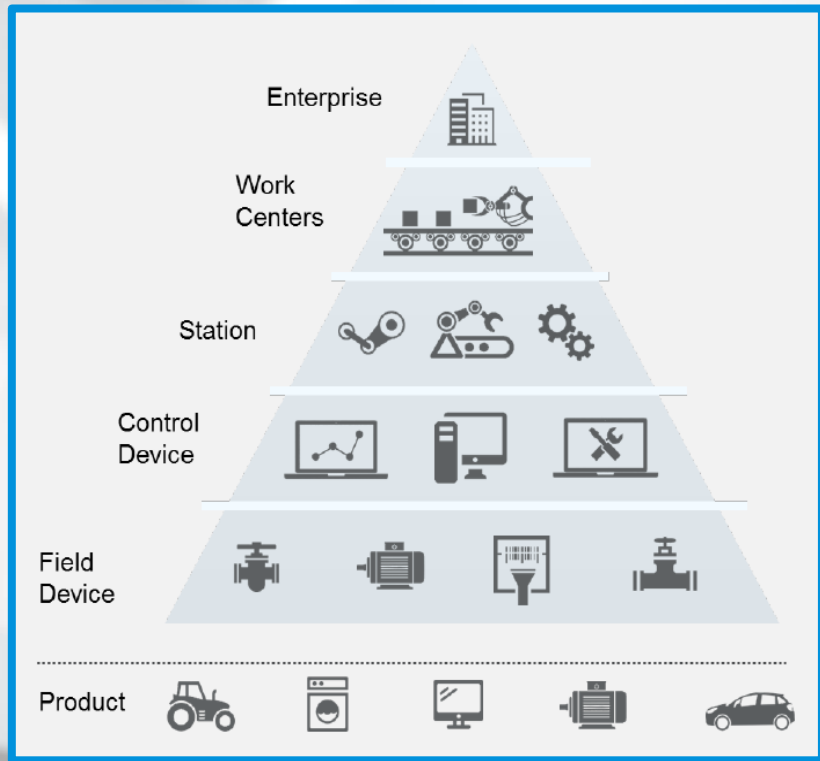 Enterprise
Work
Centers
Station
Control
Device
Field
Device
Product